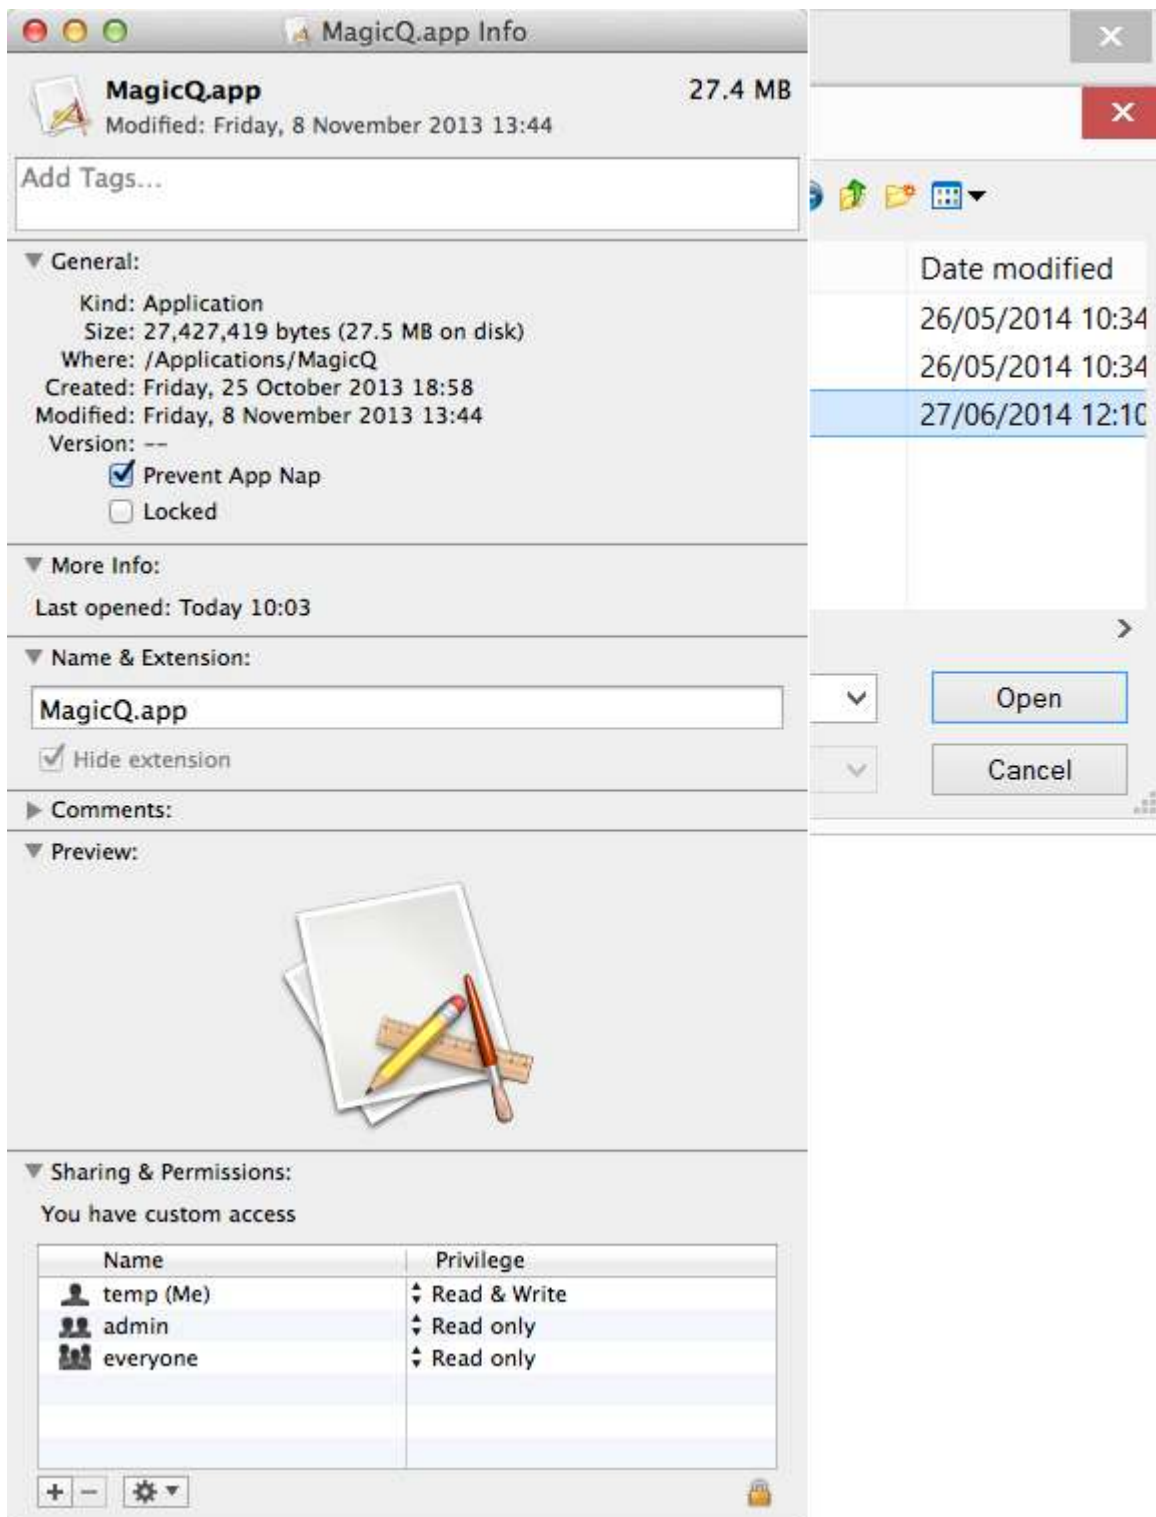 MagicQ.app Info
MagicQ.app 27.4 MB
Modified: Friday, 8 November 2013 13:44
Add Tags...
General:
Kind: Application
Size: 27,427,419 bytes (27.5 MB on disk)
Where: /Applications/MagicQ
Created: Friday, 25 October 2013 18:58
Modified: Friday, 8 November 2013 13:44
Version: --
Prevent App Nap
Locked
More Info:
Last opened: Today 10:03
Name & Extension:
MagicQ.app
Hide extension
Comments:
Preview:
Sharing & Permissions:
You have custom access
Name Privilege
temp (Me) Read & Write
admin Read only
everyone Read only
Date modified
26/05/2014 10:34
26/05/2014 10:34
27/06/2014 12:10
Open
Cancel